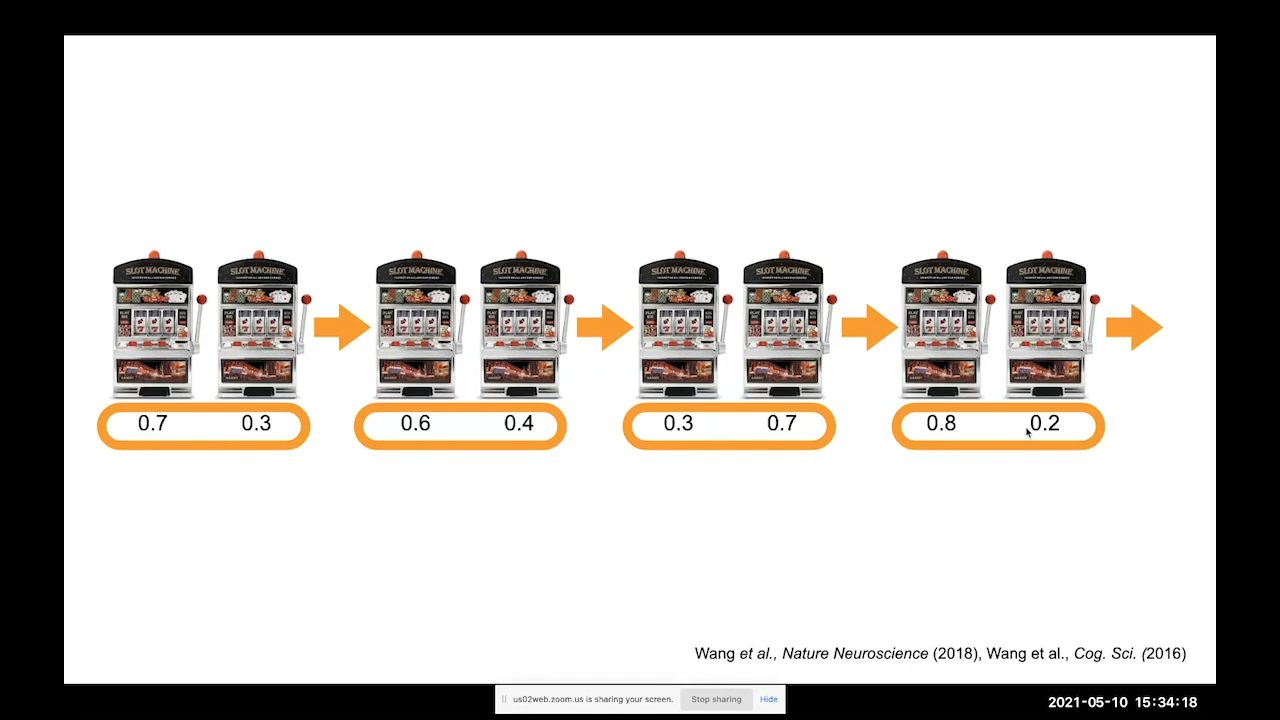 SLOT MACHINE SLOT MACHINE SLOT MACHINE SLOT MACHINE SLOT MACHINE SLOT MACHINE SLOT MACHINE SLOT MACHINE
0.7 0.3 0.6 0.4 0.3 0.7 0.8 0.2
Wang et al., Nature Neuroscience (2018), Wang et al., Cog. Sci. (2016)
us02web.zoom.us is sharing your screen. Stop sharing Hide
2021-05-10 15:34:18